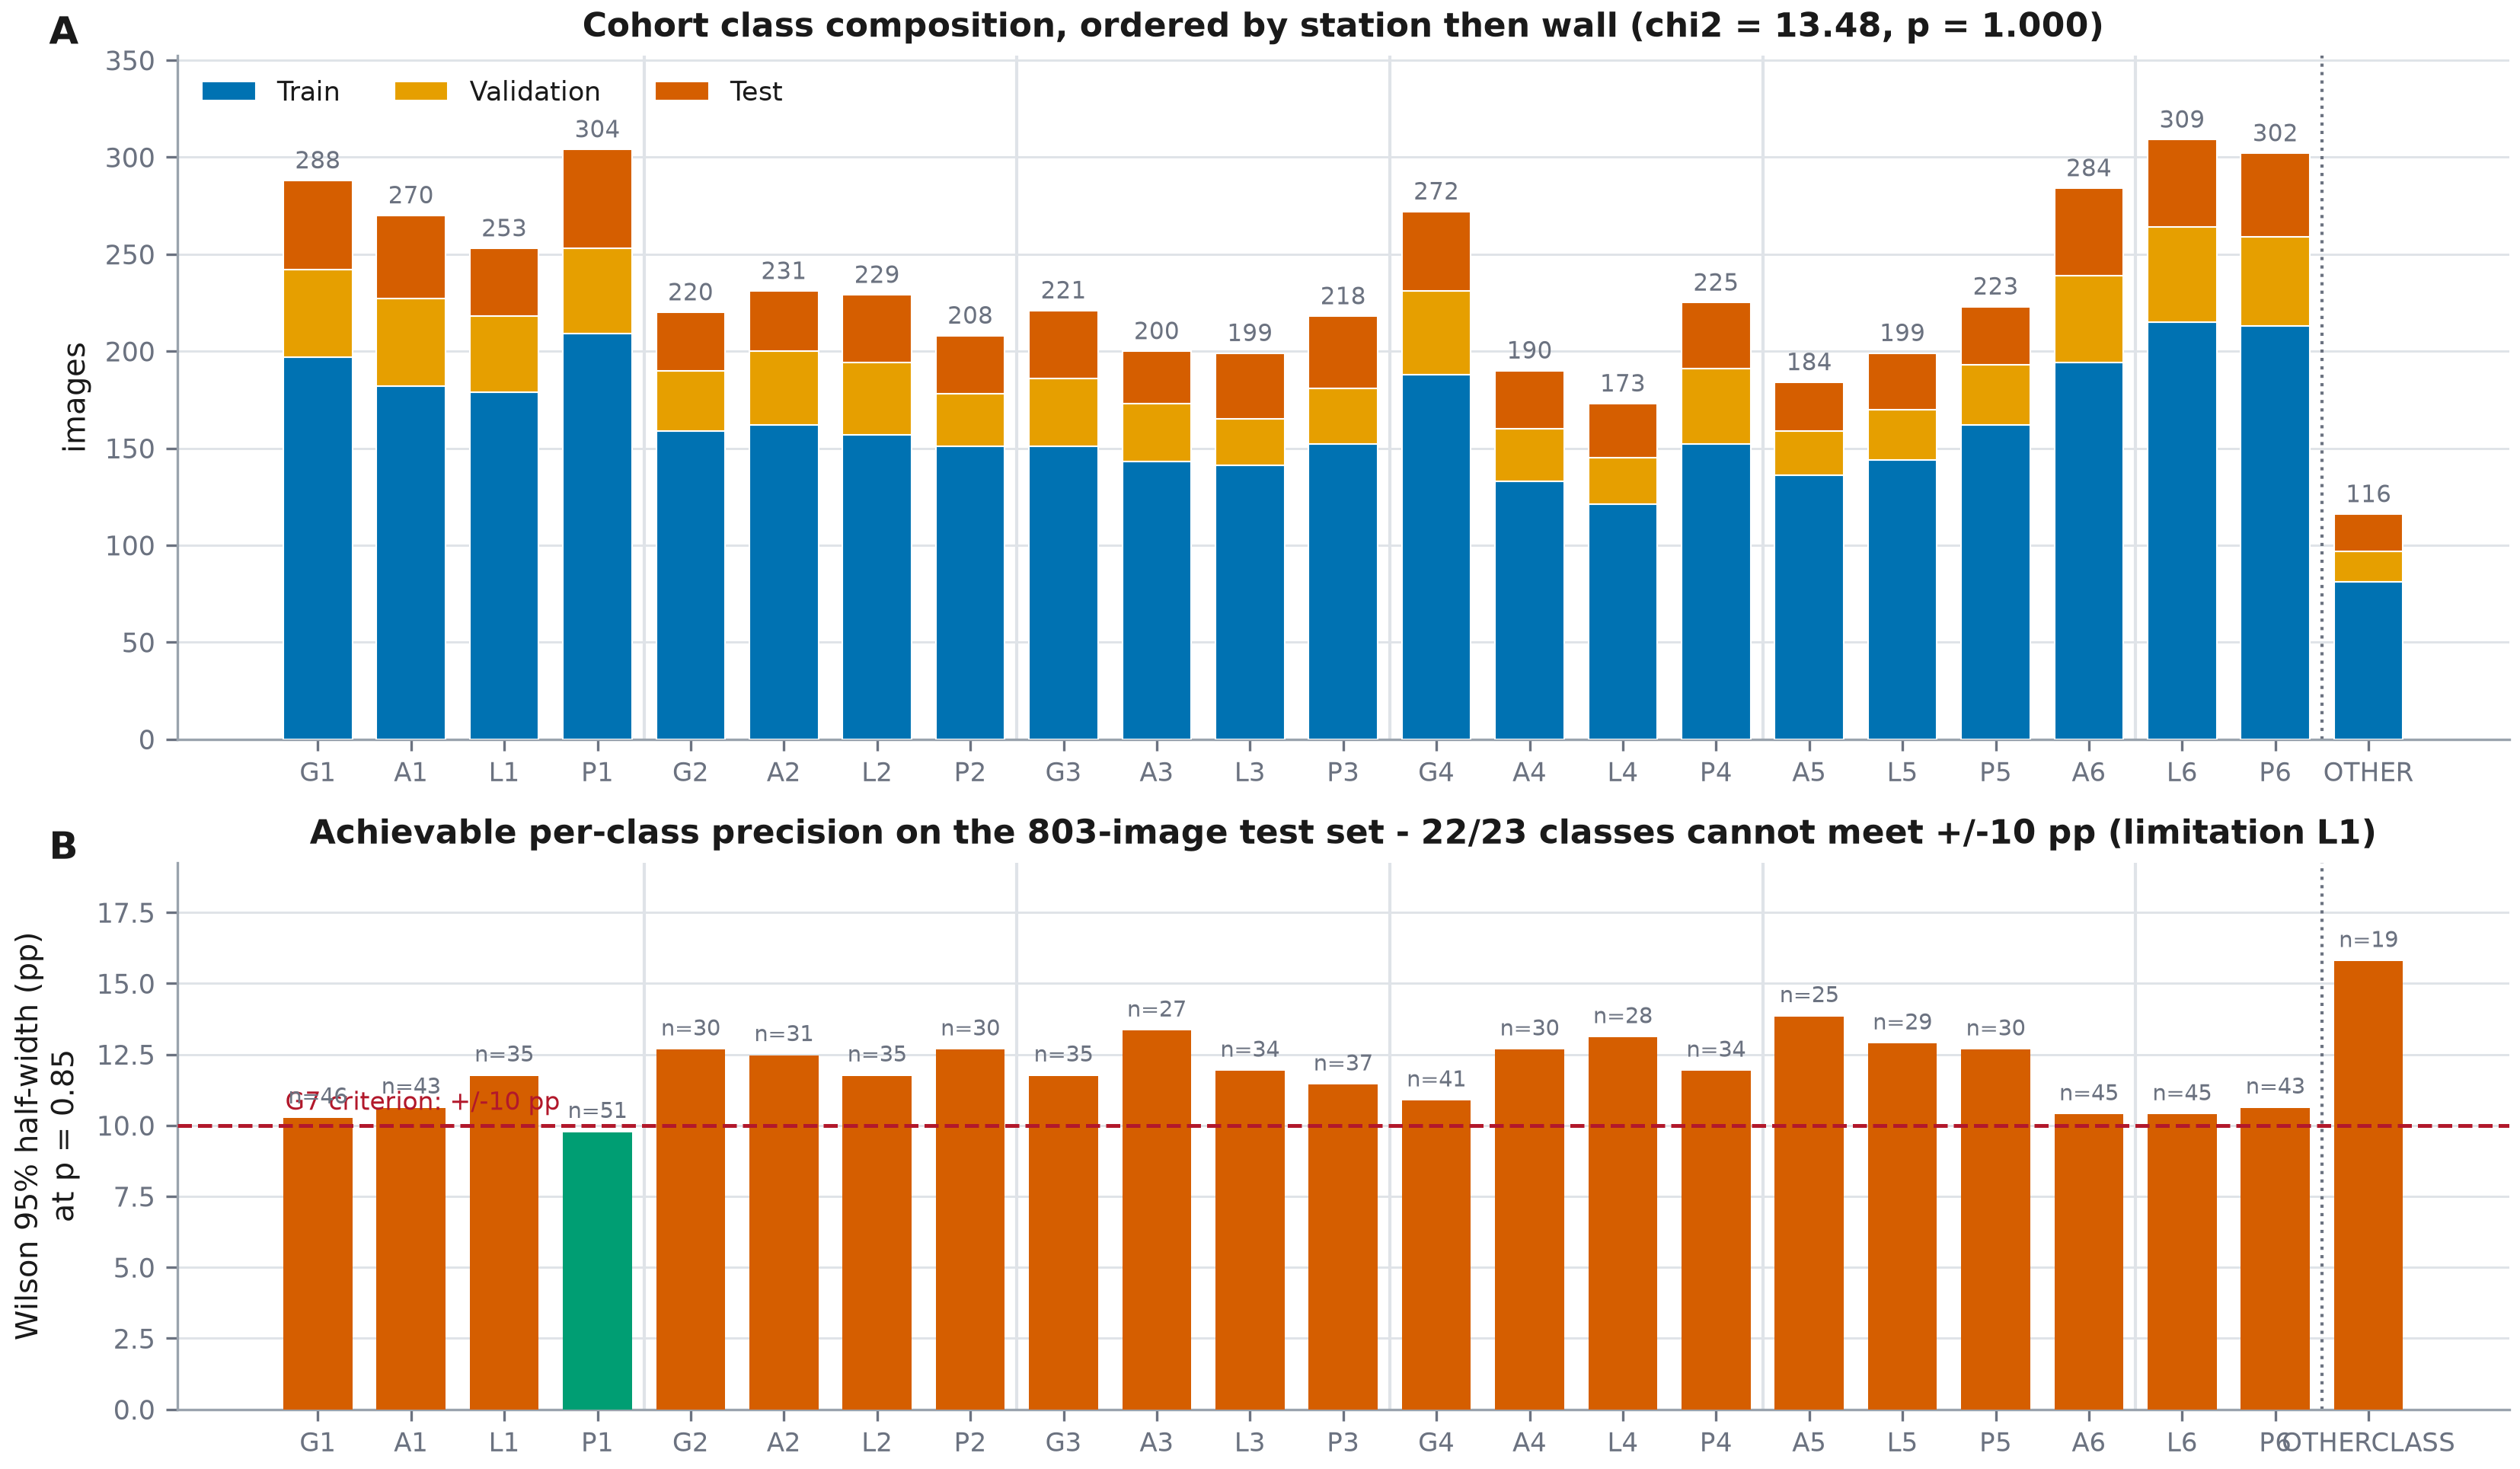 A
Cohort class composition, ordered by station then wall (chi2 = 13.48, p = 1.000)
350
300
250
200
150
100
50
0
images
Train
Validation
Test
288
270
253
304
220
231
229
208
221
200
199
218
272
190
173
225
184
199
223
284
309
302
116
G1
A1
L1
P1
G2
A2
L2
P2
G3
A3
L3
P3
G4
A4
L4
P4
A5
L5
P5
A6
L6
P6
OTHER
B
Achievable per-class precision on the 803-image test set - 22/23 classes cannot meet +/-10 pp (limitation L1)
17.5
15.0
12.5
10.0
7.5
5.0
2.5
0.0
Wilson 95% half-width (pp)
at p = 0.85
G7 criterion: +/-10 pp
n=46
n=43
n=35
n=51
n=30
n=31
n=35
n=30
n=35
n=27
n=34
n=37
n=41
n=30
n=28
n=34
n=25
n=29
n=30
n=45
n=45
n=43
n=19
G1
A1
L1
P1
G2
A2
L2
P2
G3
A3
L3
P3
G4
A4
L4
P4
A5
L5
P5
A6
L6
P6
OTHERCLASS